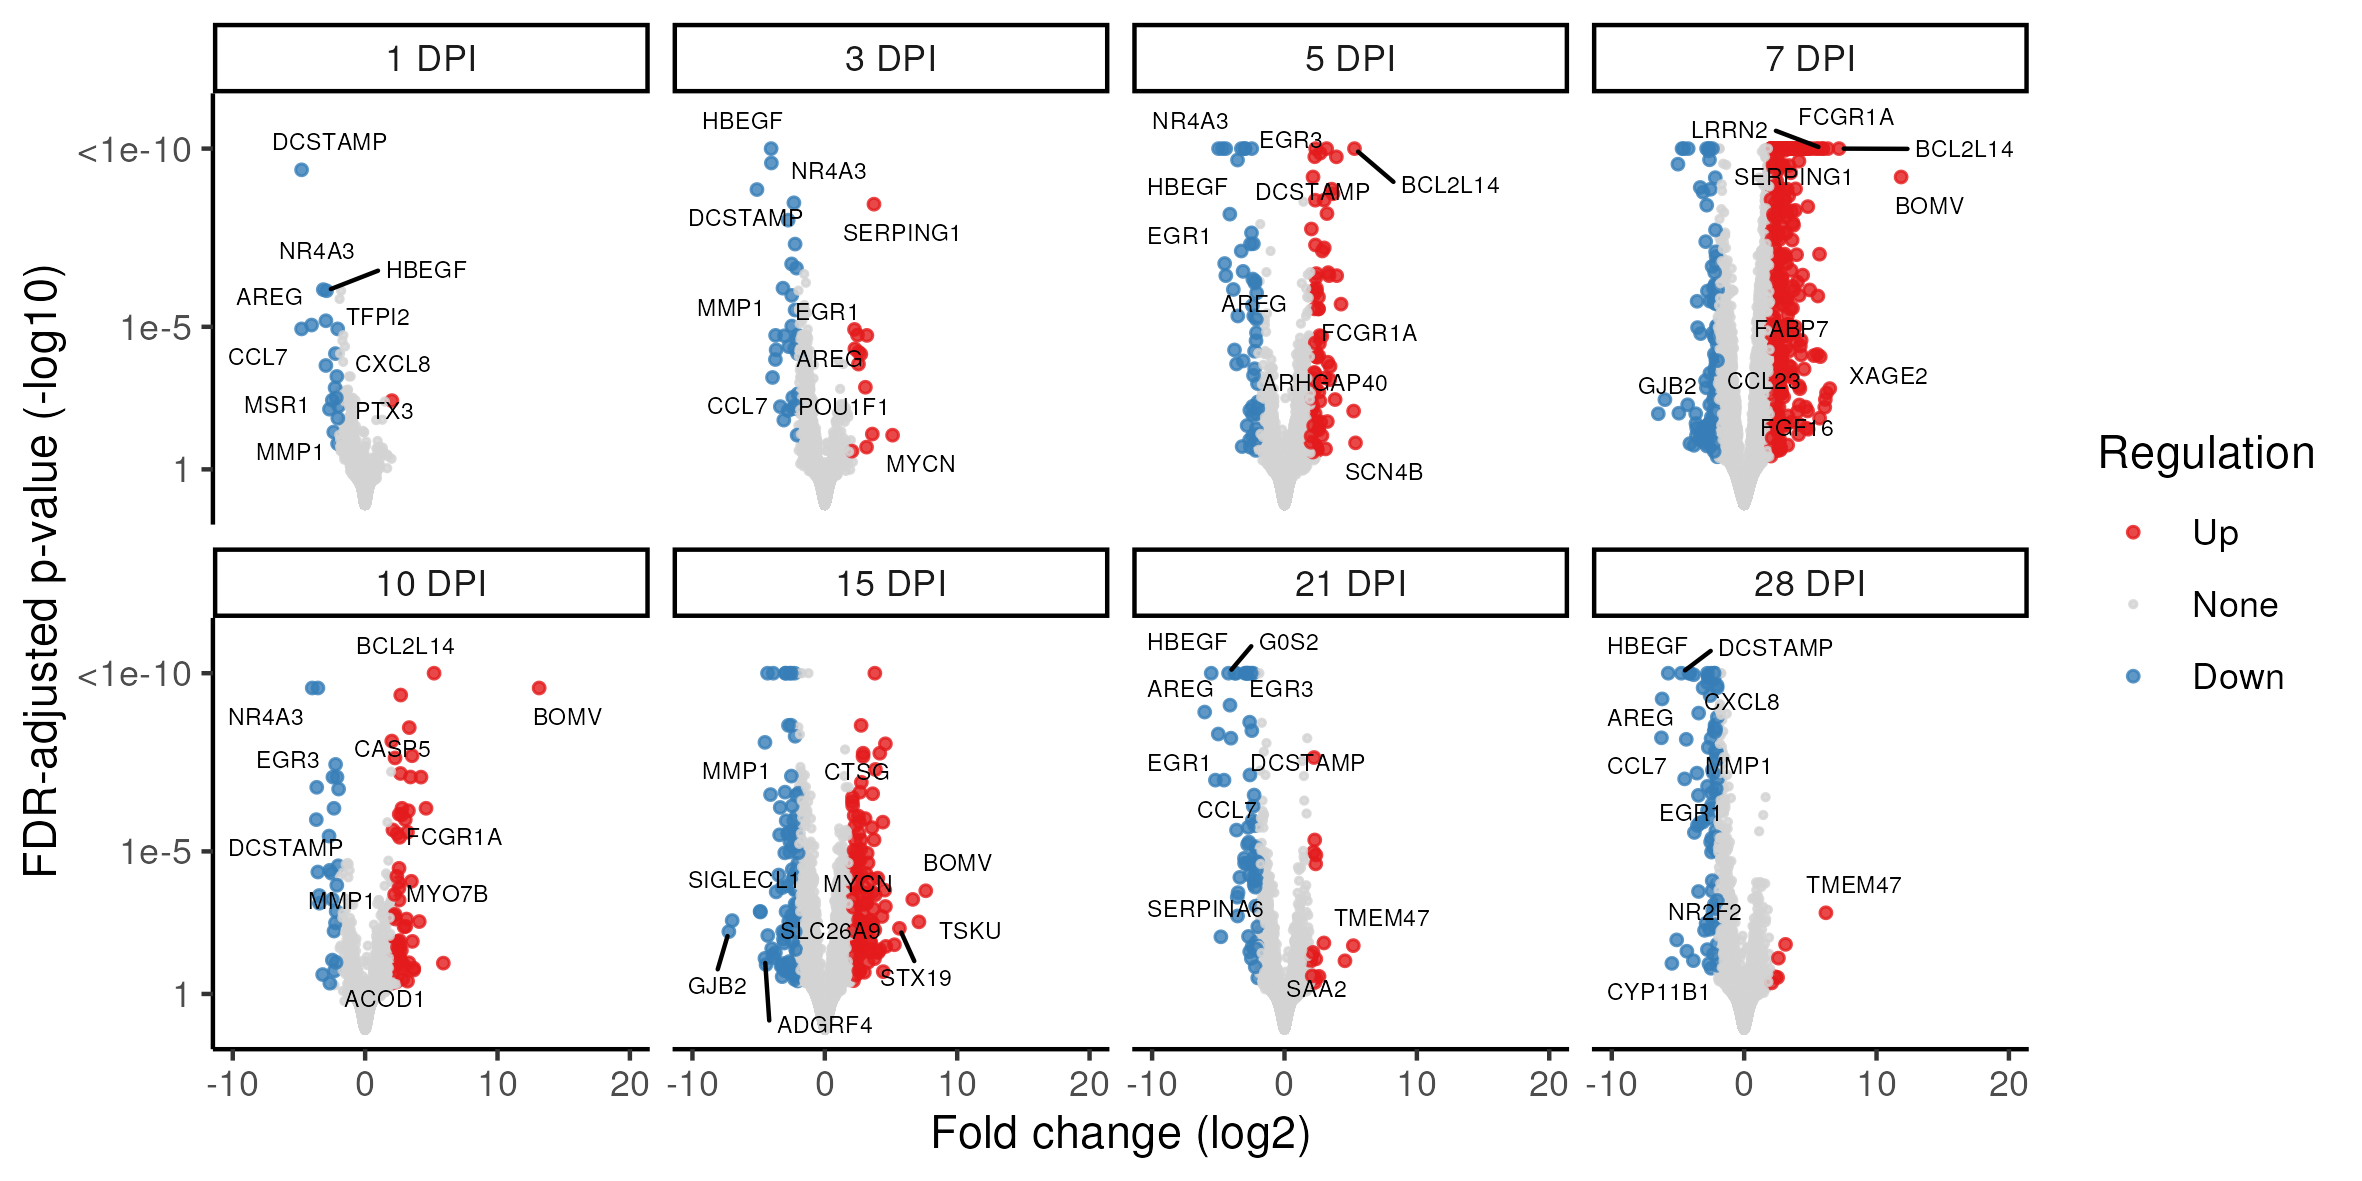 1 DPI
3 DPI
5 DPI
7 DPI
FDR-adjusted p-value (-log10)
<1e-10
1e-5
1
DCSTAMP
NR4A3
HBEGF
AREG
TFPI2
CCL7
CXCL8
MSR1
PTX3
MMP1
HBEGF
NR4A3
DCSTAMP
SERPING1
MMP1
EGR1
AREG
CCL7
POU1F1
MYCN
NR4A3
EGR3
HBEGF
DCSTAMP
BCL2L14
EGR1
AREG
FCGR1A
ARHGAP40
SCN4B
LRRN2
FCGR1A
BCL2L14
SERPING1
BOMV
FABP7
GJB2
CCL23
XAGE2
FGF16
Regulation
Up
None
Down
10 DPI
15 DPI
21 DPI
28 DPI
<1e-10
1e-5
1
BCL2L14
NR4A3
BOMV
CASP5
EGR3
FCGR1A
DCSTAMP
MYO7B
MMP1
ACOD1
MMP1
CTSG
BOMV
SIGLECL1
MYCN
SLC26A9
TSKU
GJB2
STX19
ADGRF4
HBEGF
G0S2
AREG
EGR3
EGR1
DCSTAMP
CCL7
SERPINA6
TMEM47
SAA2
HBEGF
DCSTAMP
CXCL8
AREG
CCL7
MMP1
EGR1
TMEM47
NR2F2
CYP11B1
-10 0 10 20
-10 0 10 20
-10 0 10 20
-10 0 10 20
Fold change (log2)